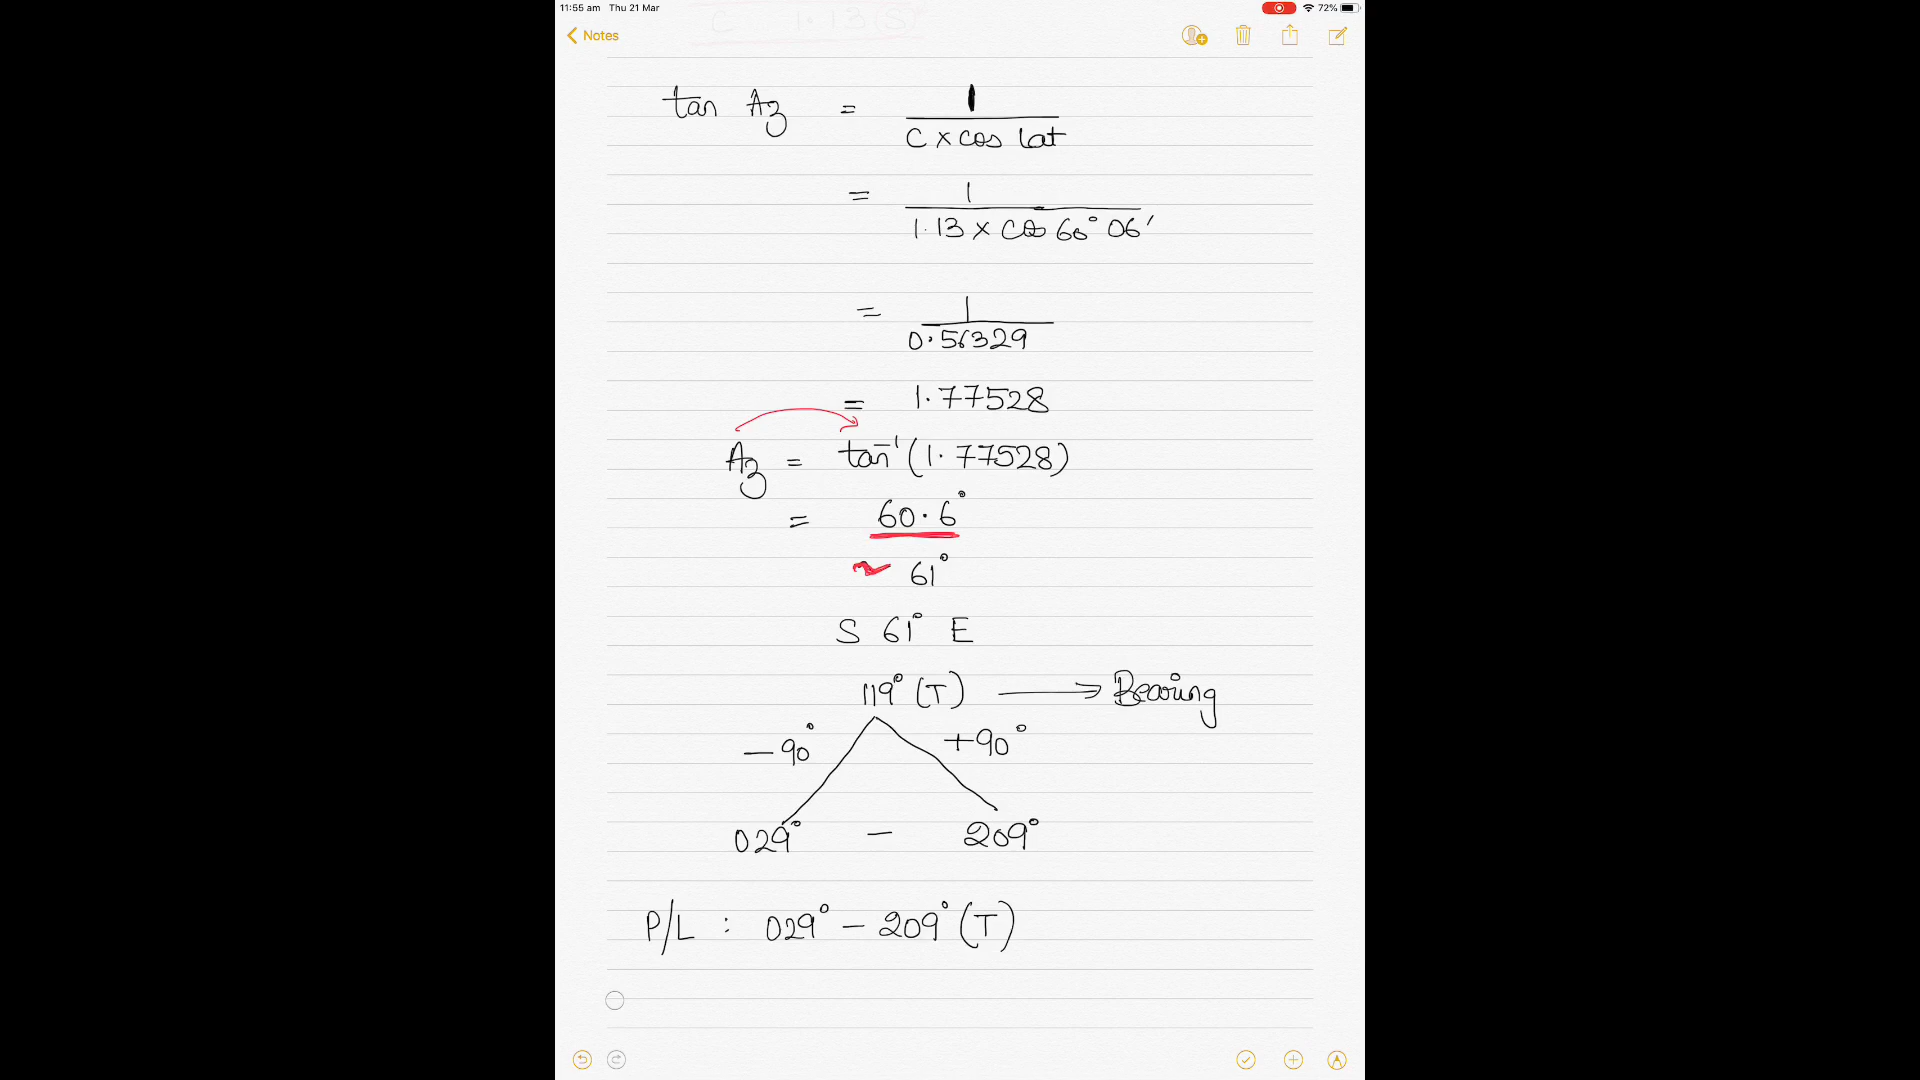 11:55 am Thu 21 Mar 72%
Notes
tan Az = 1
C x cos lat
= 1
1.13 x cos 60° 06'
= 1
0.56329
= 1.77528
Az = tan⁻¹ (1.77528)
= 60.6°
~ 61°
S 61° E
119° (T) → Bearing
-90° +90°
029° - 209°
P/L : 029° - 209° (T)